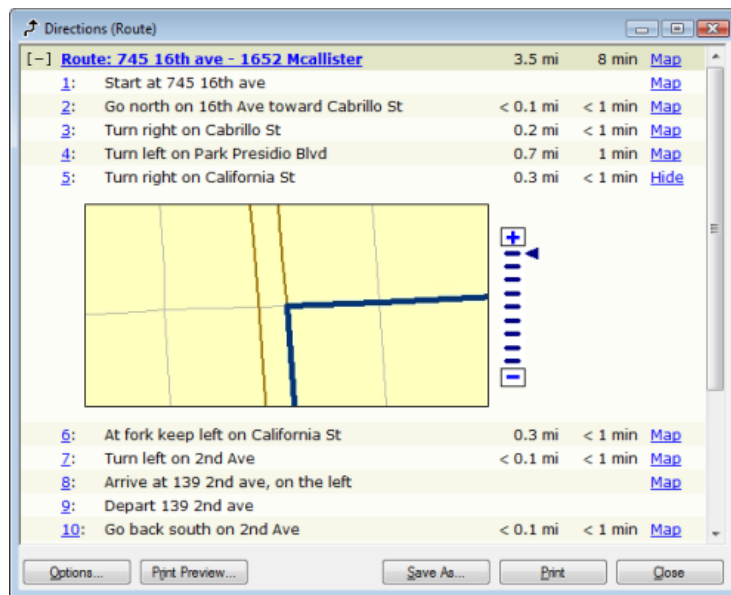 Directions (Route)
[−] Route: 745 16th ave - 1652 Mcallister 3.5 mi 8 min Map
1: Start at 745 16th ave Map
2: Go north on 16th Ave toward Cabrillo St < 0.1 mi < 1 min Map
3: Turn right on Cabrillo St 0.2 mi < 1 min Map
4: Turn left on Park Presidio Blvd 0.7 mi 1 min Map
5: Turn right on California St 0.3 mi < 1 min Hide
6: At fork keep left on California St 0.3 mi < 1 min Map
7: Turn left on 2nd Ave < 0.1 mi < 1 min Map
8: Arrive at 139 2nd ave, on the left Map
9: Depart 139 2nd ave
10: Go back south on 2nd Ave < 0.1 mi < 1 min Map
Options... Print Preview... Save As... Print Close